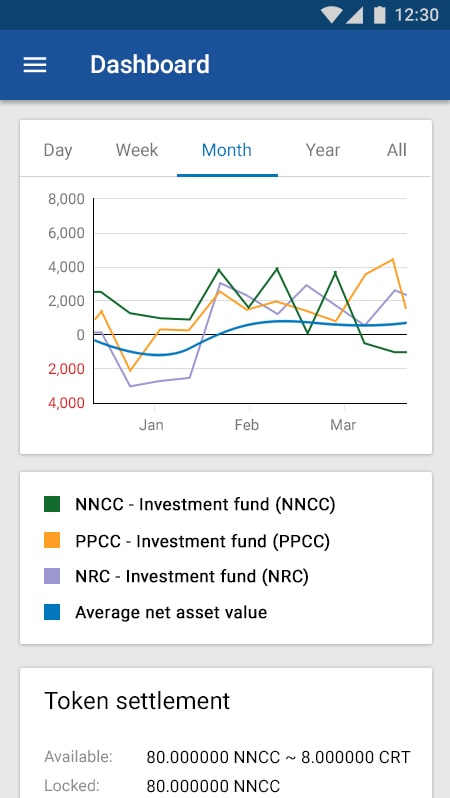 12:30
Dashboard
Day Week Month Year All
8,000
6,000
4,000
2,000
0
2,000
4,000
Jan Feb Mar
NNCC - Investment fund (NNCC)
PPCC - Investment fund (PPCC)
NRC - Investment fund (NRC)
Average net asset value
Token settlement
Available: 80.000000 NNCC ~ 8.000000 CRT
Locked: 80.000000 NNCC